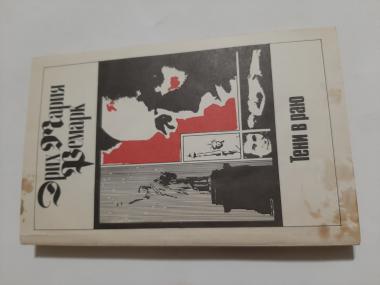 Эрих Мария
Ремарк
Тени в раю